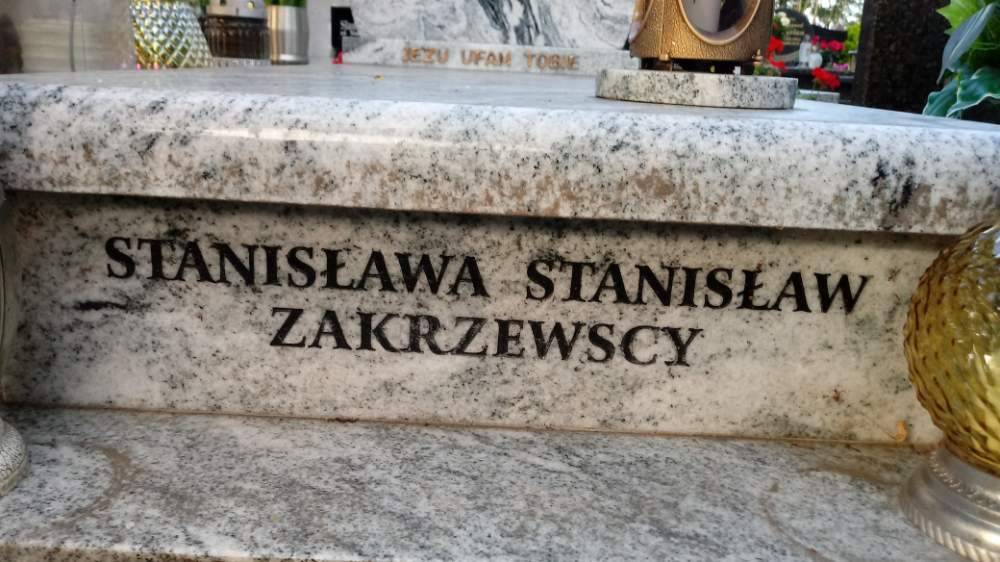 JEZU UFAM TOBIE
STANISŁAWA STANISŁAW
ZAKRZEWSCY